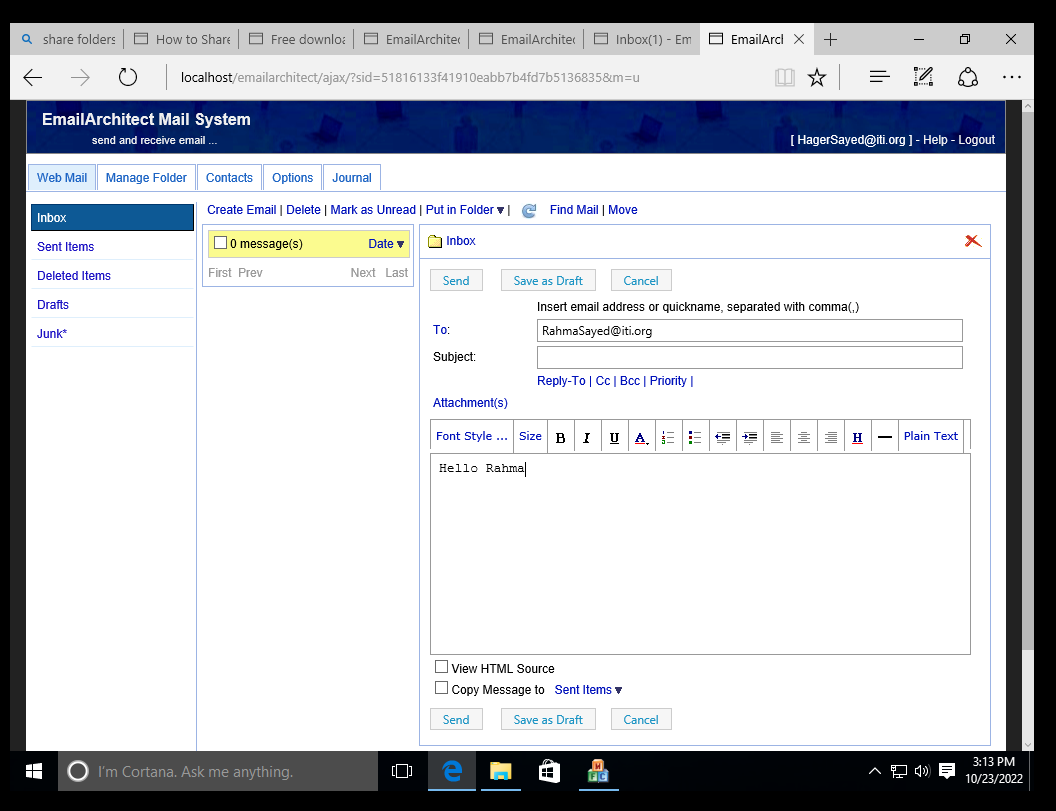 share folders
How to Share
Free downloa
EmailArchitec
EmailArchitec
Inbox(1) - Em
EmailArcl
localhost/emailarchitect/ajax/?sid=51816133f41910eabb7b4fd7b5136835&m=u
EmailArchitect Mail System
send and receive email ...
[ HagerSayed@iti.org ] - Help - Logout
Web Mail
Manage Folder
Contacts
Options
Journal
Inbox
Sent Items
Deleted Items
Drafts
Junk*
Create Email | Delete | Mark as Unread | Put in Folder ▾ | Find Mail | Move
0 message(s) Date ▾
First Prev Next Last
Inbox
Send Save as Draft Cancel
Insert email address or quickname, separated with comma(,)
To: RahmaSayed@iti.org
Subject:
Reply-To | Cc | Bcc | Priority |
Attachment(s)
Font Style ... Size B I U A H Plain Text
Hello Rahma
View HTML Source
Copy Message to Sent Items ▾
Send Save as Draft Cancel
I'm Cortana. Ask me anything.
3:13 PM
10/23/2022